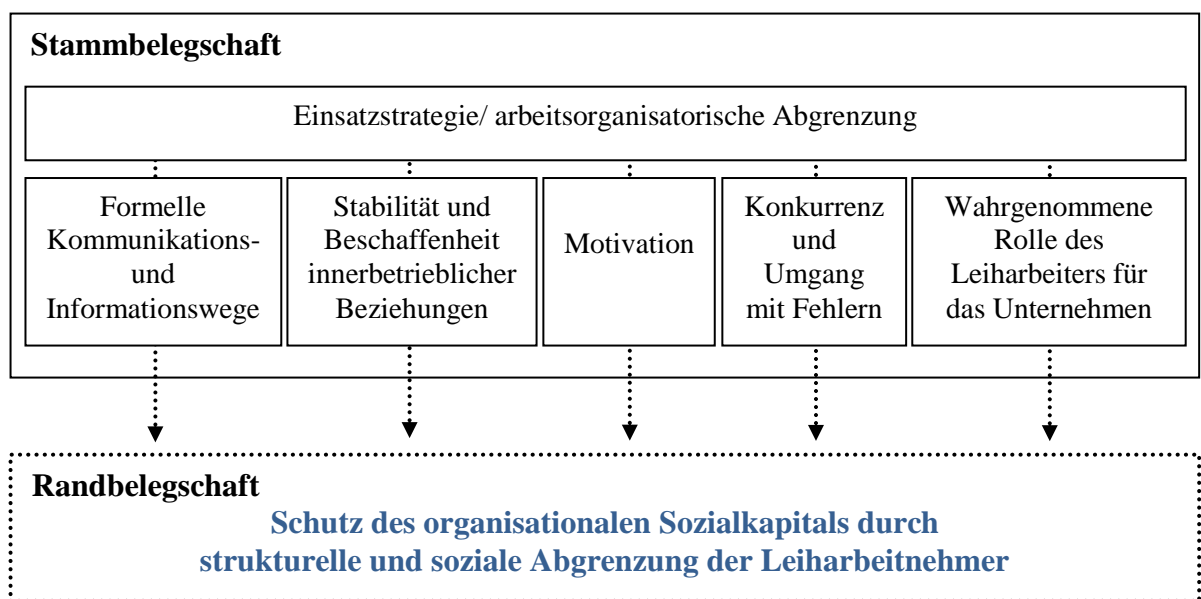 Stammbelegschaft
Einsatzstrategie/ arbeitsorganisatorische Abgrenzung
Formelle
Kommunikations-
und
Informationswege
Stabilität und
Beschaffenheit
innerbetrieblicher
Beziehungen
Motivation
Konkurrenz
und
Umgang
mit Fehlern
Wahrgenommene
Rolle des
Leiharbeiters für
das Unternehmen
Randbelegschaft
Schutz des organisationalen Sozialkapitals durch
strukturelle und soziale Abgrenzung der Leiharbeitnehmer